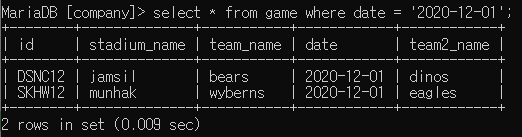 MariaDB [company]> select * from game where date = '2020-12-01';
+--------+--------------+-----------+------------+------------+
| id     | stadium_name | team_name | date       | team2_name |
+--------+--------------+-----------+------------+------------+
| DSNC12 | jamsil       | bears     | 2020-12-01 | dinos      |
| SKHW12 | munhak       | wyberns   | 2020-12-01 | eagles     |
+--------+--------------+-----------+------------+------------+
2 rows in set (0.009 sec)